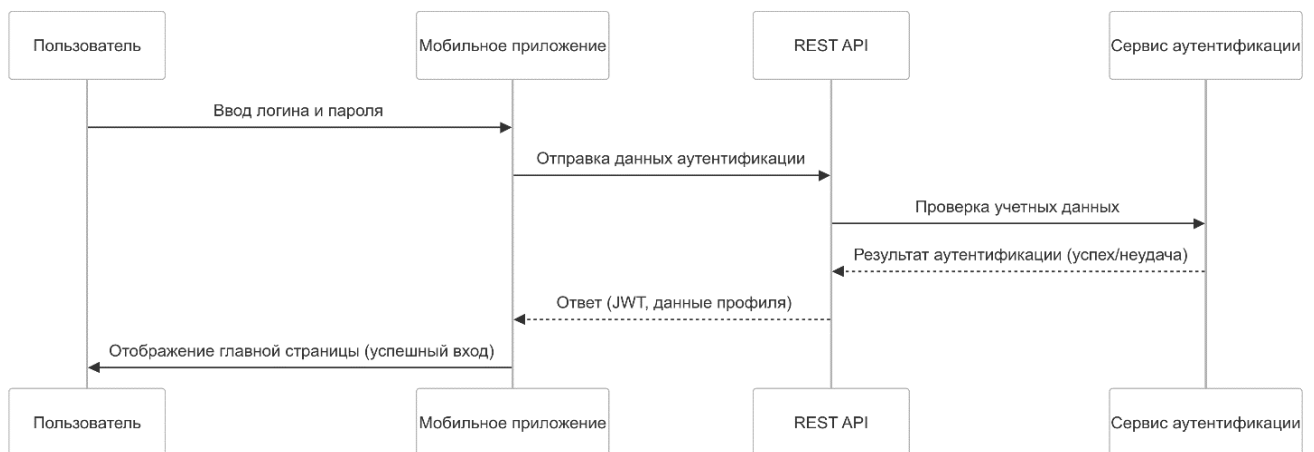 Пользователь
Мобильное приложение
REST API
Сервис аутентификации
Ввод логина и пароля
Отправка данных аутентификации
Проверка учетных данных
Результат аутентификации (успех/неудача)
Ответ (JWT, данные профиля)
Отображение главной страницы (успешный вход)
Пользователь
Мобильное приложение
REST API
Сервис аутентификации